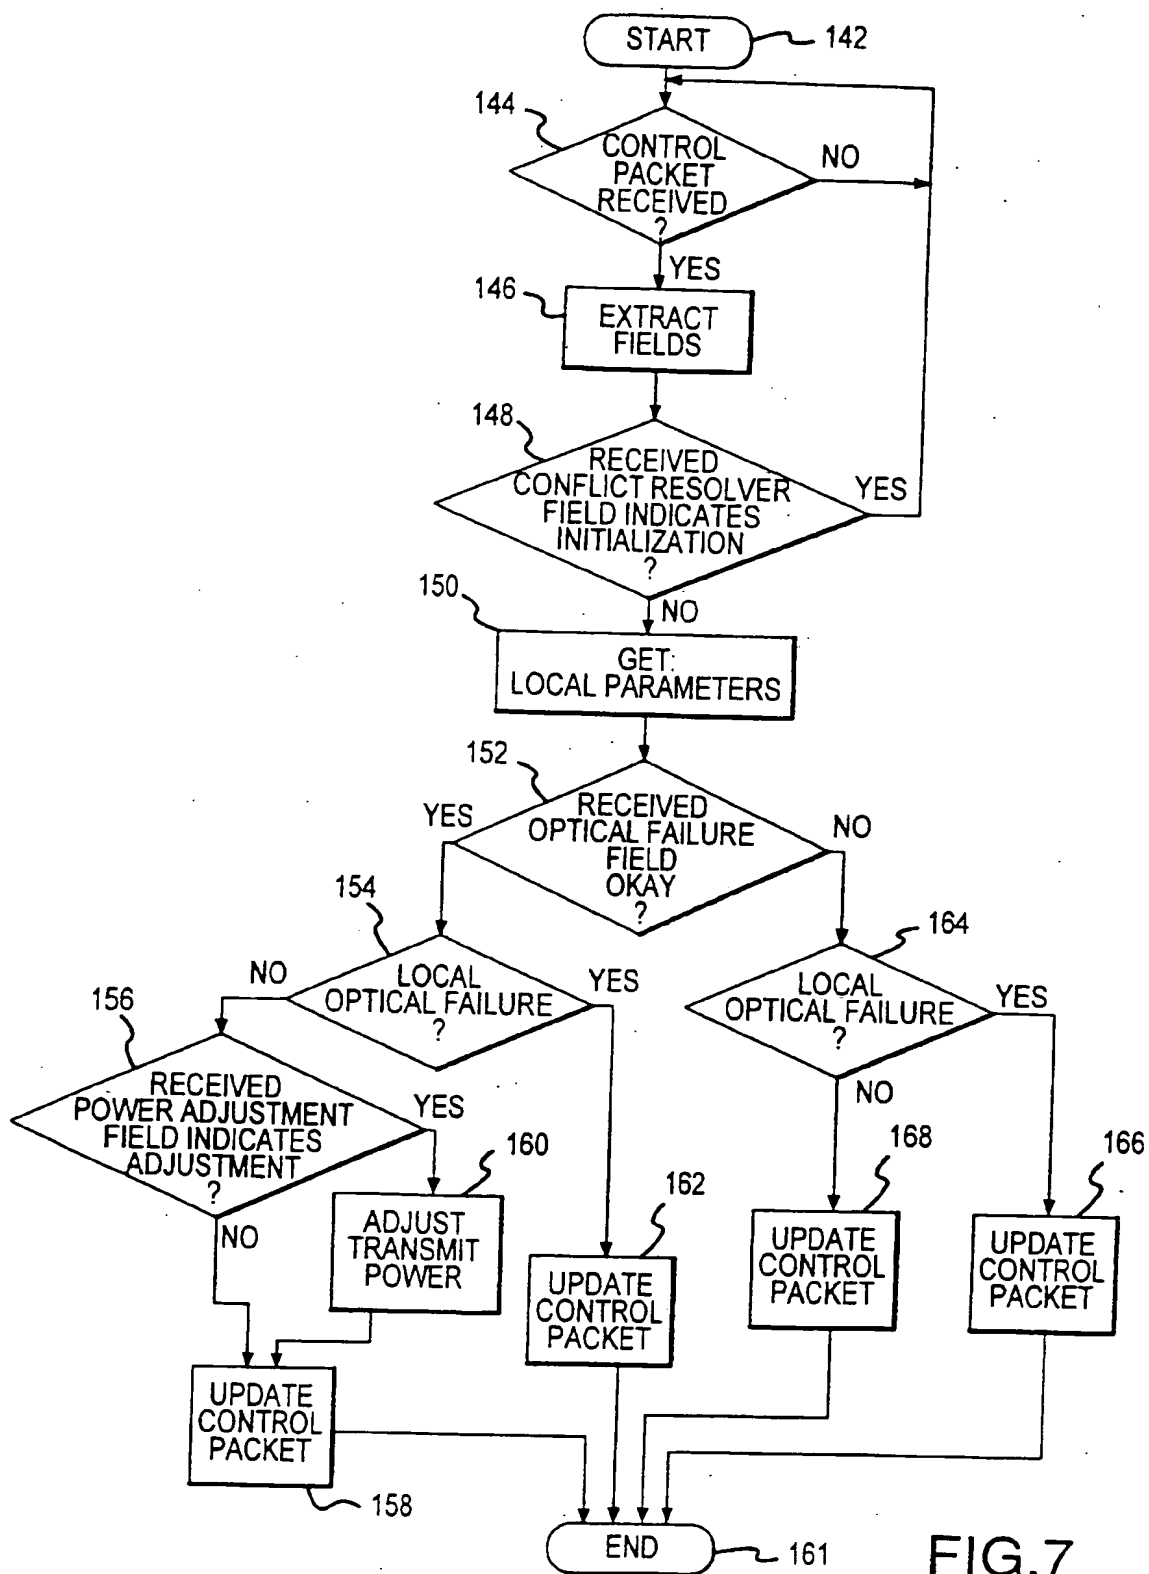 START
142
144
CONTROL
PACKET
RECEIVED
?
NO
YES
146
EXTRACT
FIELDS
148
RECEIVED
CONFLICT RESOLVER
FIELD INDICATES
INITIALIZATION
?
YES
NO
150
GET:
LOCAL PARAMETERS
152
YES
RECEIVED
OPTICAL FAILURE
FIELD
OKAY
?
NO
154
NO
LOCAL
OPTICAL FAILURE
?
YES
164
LOCAL
OPTICAL FAILURE
?
YES
NO
156
RECEIVED
POWER ADJUSTMENT
FIELD INDICATES
ADJUSTMENT
?
YES
NO
160
ADJUST
TRANSMIT
POWER
162
UPDATE
CONTROL
PACKET
168
UPDATE
CONTROL
PACKET
166
UPDATE
CONTROL
PACKET
UPDATE
CONTROL
PACKET
158
END
161
FIG.7